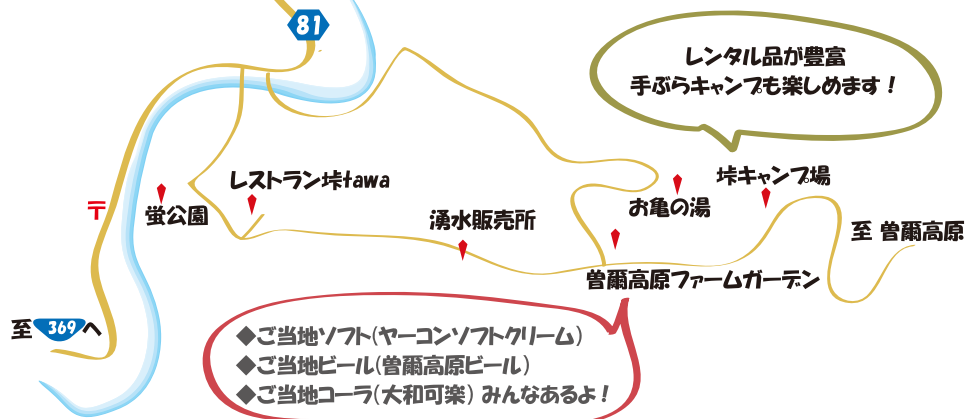 81
レンタル品が豊富
手ぶらキャンプも楽しめます!
レストラン垰tawa
垰キャンプ場
〒
蛍公園
お亀の湯
湧水販売所
至 曽爾高原
曽爾高原ファームガーデン
至369へ
◆ご当地ソフト(ヤーコンソフトクリーム)
◆ご当地ビール(曽爾高原ビール)
◆ご当地コーラ(大和可楽) みんなあるよ!